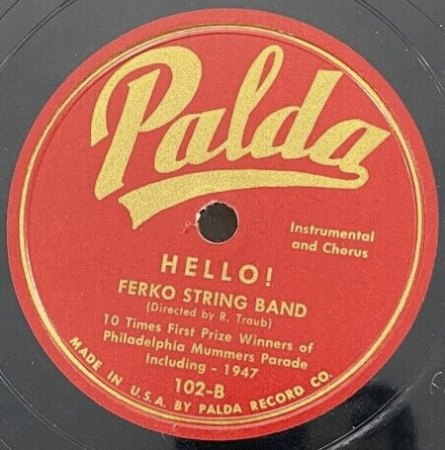 Palda
Instrumental
and Chorus
HELLO!
FERKO STRING BAND
(Directed by R. Traub)
10 Times First Prize Winners of
Philadelphia Mummers Parade
Including - 1947
102-B
MADE IN U.S.A. BY PALDA RECORD CO.